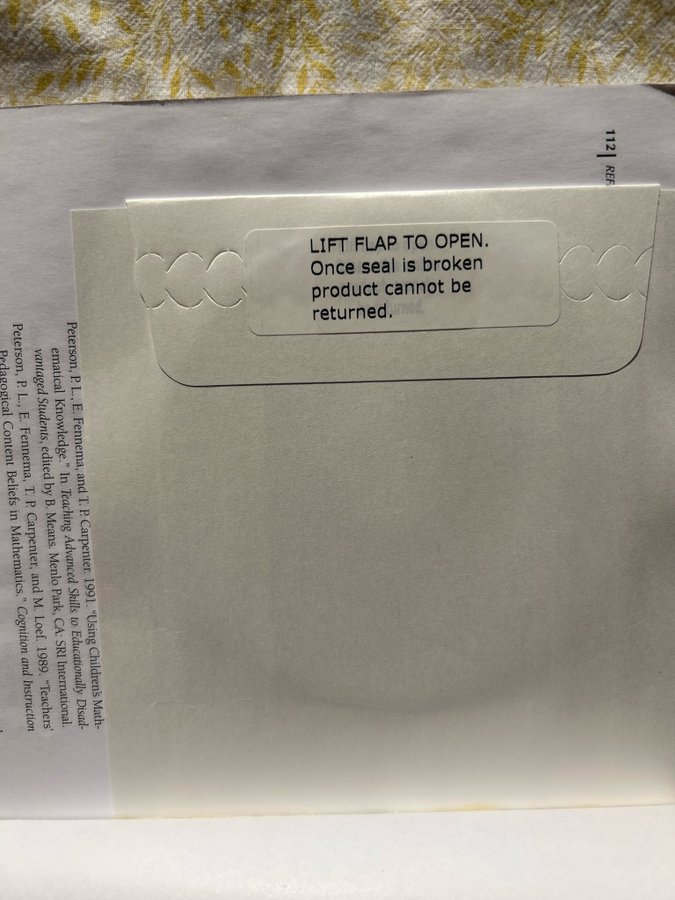 112 | REF
LIFT FLAP TO OPEN.
Once seal is broken
product cannot be
returned.
Peterson, P. L., E. Fennema, and T. P. Carpenter. 1991. "Using Children's Math-
ematical Knowledge." In Teaching Advanced Skills to Educationally Disad-
vantaged Students, edited by B. Means. Menlo Park, CA: SRI International.
Peterson, P. L., E. Fennema, T. P. Carpenter, and M. Loef. 1989. "Teachers'
Pedagogical Content Beliefs in Mathematics." Cognition and Instruction